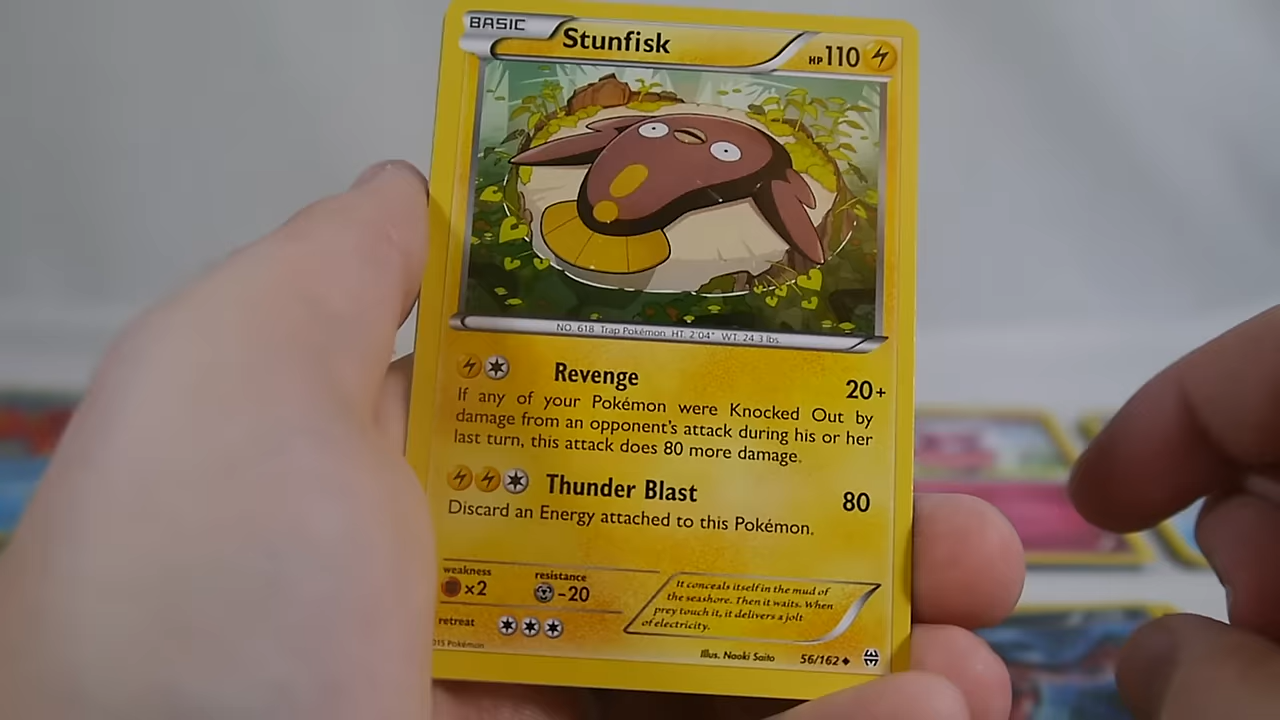 BASIC
Stunfisk
HP 110
NO. 618 Trap Pokémon HT: 2'04" WT: 24.3 lbs.
Revenge 20+
If any of your Pokémon were Knocked Out by
damage from an opponent's attack during his or her
last turn, this attack does 80 more damage.
Thunder Blast 80
Discard an Energy attached to this Pokémon.
weakness
×2
resistance
-20
retreat
It conceals itself in the mud of
the seashore. Then it waits. When
prey touch it, it delivers a jolt
of electricity.
015 Pokémon
Illus. Naoki Saito
56/162